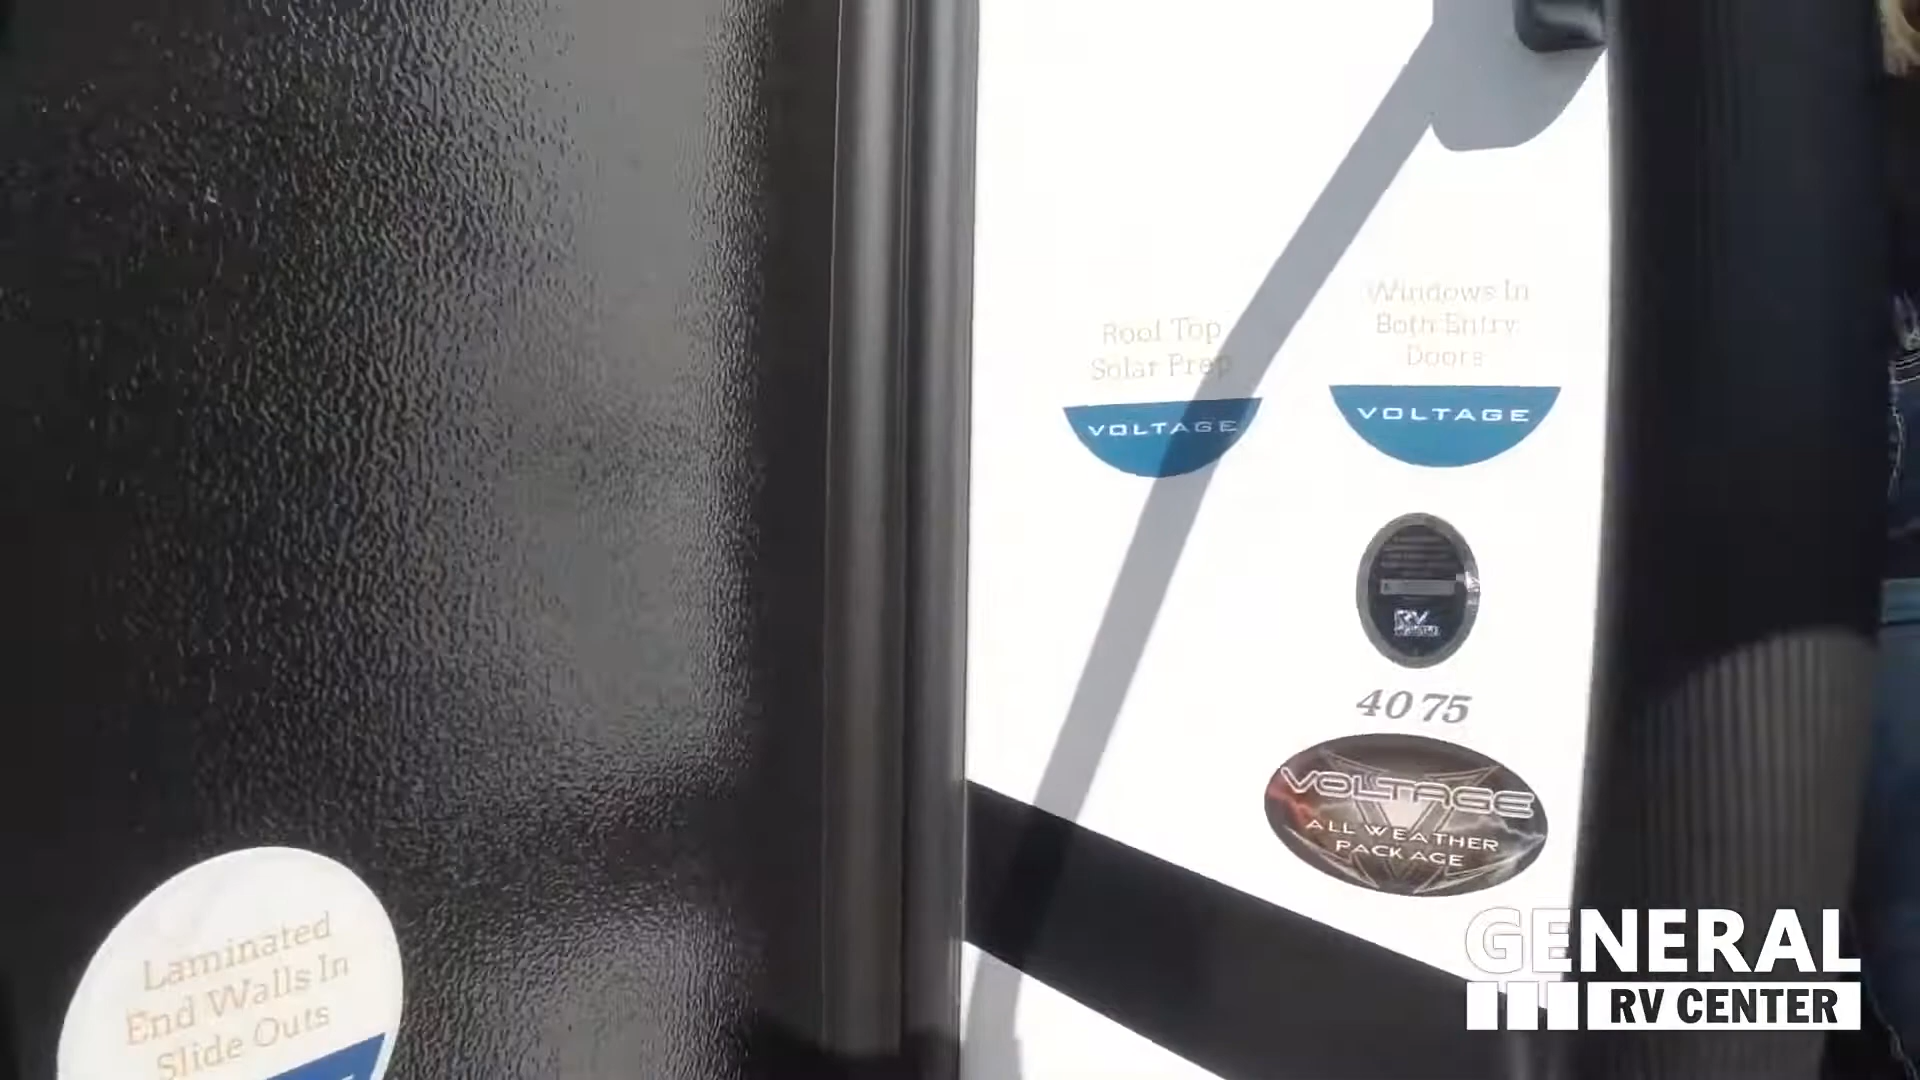 Roof Top
Solar Prep
VOLTAGE
Windows In
Both Entry
Doors
VOLTAGE
RV
4075
VOLTAGE
ALL WEATHER
PACKAGE
Laminated
End Walls In
Slide Outs
GENERAL
RV CENTER